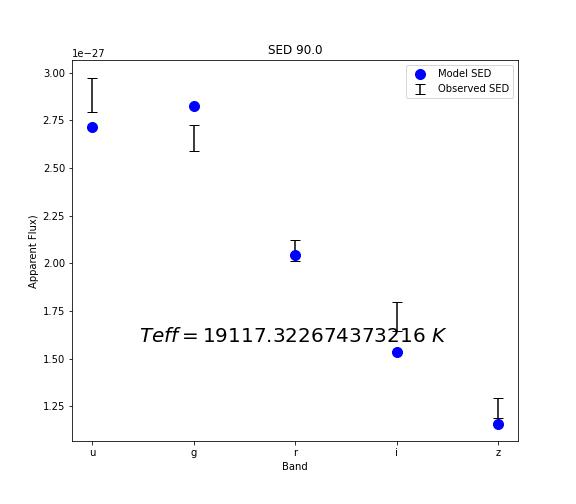 SED 90.0
1e−27
3.00
2.75
2.50
2.25
2.00
1.75
1.50
1.25
Apparent Flux)
Model SED
Observed SED
Teff = 19117.322674373216 K
u g r i z
Band